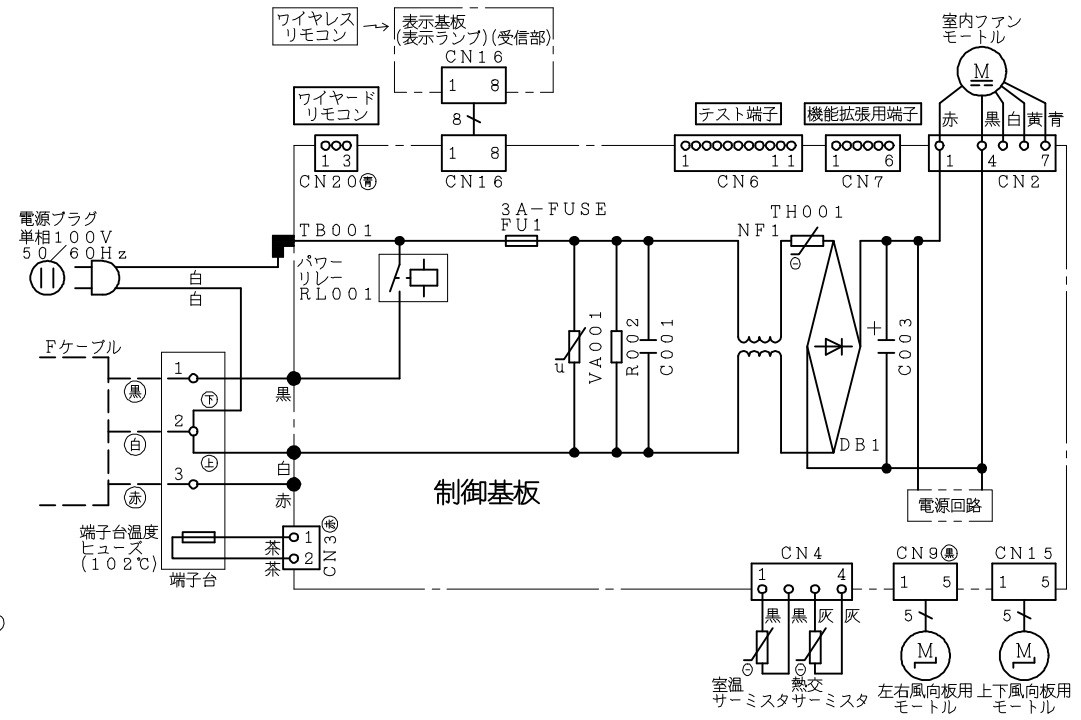 ワイヤレス
リモコン
表示基板
(表示ランプ)(受信部)
CN16
1 8
8
1 8
CN16
ワイヤード
リモコン
1 3
CN20㊟青
テスト端子
1 11
CN6
機能拡張用端子
1 6
CN7
室内ファン
モートル
M
赤 黒 白 黄 青
1 4 7
CN2
電源プラグ
単相100V
50/60Hz
白
白
TB001
パワー
リレー
RL001
3A-FUSE
FU1
u
VA001
R002
C001
NF1
TH001
DB1
+
C003
電源回路
Fケーブル
黒
白
赤
1
2
3
下
上
黒
白
赤
制御基板
端子台温度
ヒューズ
(102℃)
端子台
茶
茶
1
2
CN3赤
CN4
1 4
黒 黒 灰 灰
室温
サーミスタ
熱交
サーミスタ
CN9黒
1 5
5
M
左右風向板用
モートル
CN15
1 5
5
M
上下風向板用
モートル